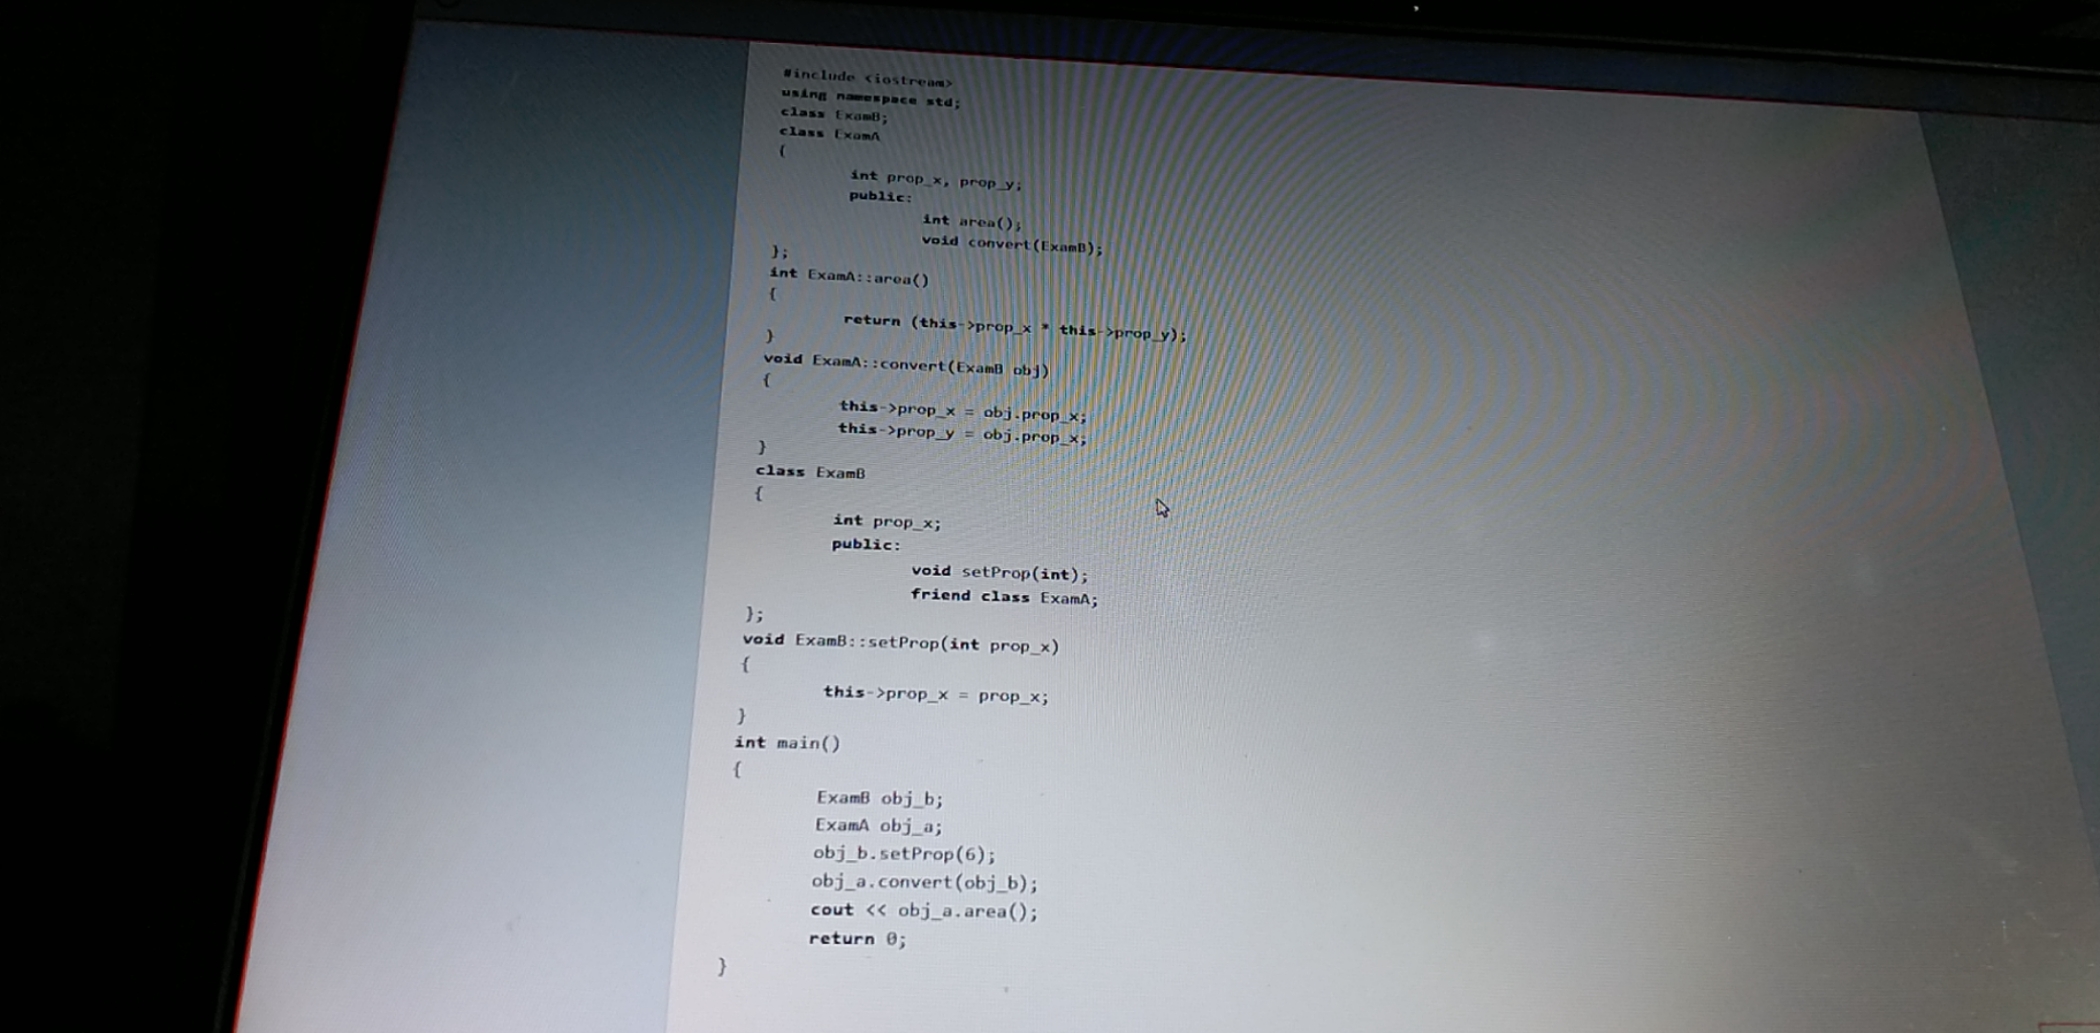 #include <iostream>
using namespace std;
class ExamB;
class ExamA
{
int prop_x, prop_y;
public:
int area();
void convert(ExamB);
};
int ExamA::area()
{
return (this->prop_x * this->prop_y);
}
void ExamA::convert(ExamB obj)
{
this->prop_x = obj.prop_x;
this->prop_y = obj.prop_x;
}
class ExamB
{
int prop_x;
public:
void setProp(int);
friend class ExamA;
};
void ExamB::setProp(int prop_x)
{
this->prop_x = prop_x;
}
int main()
{
ExamB obj_b;
ExamA obj_a;
obj_b.setProp(6);
obj_a.convert(obj_b);
cout << obj_a.area();
return 0;
}